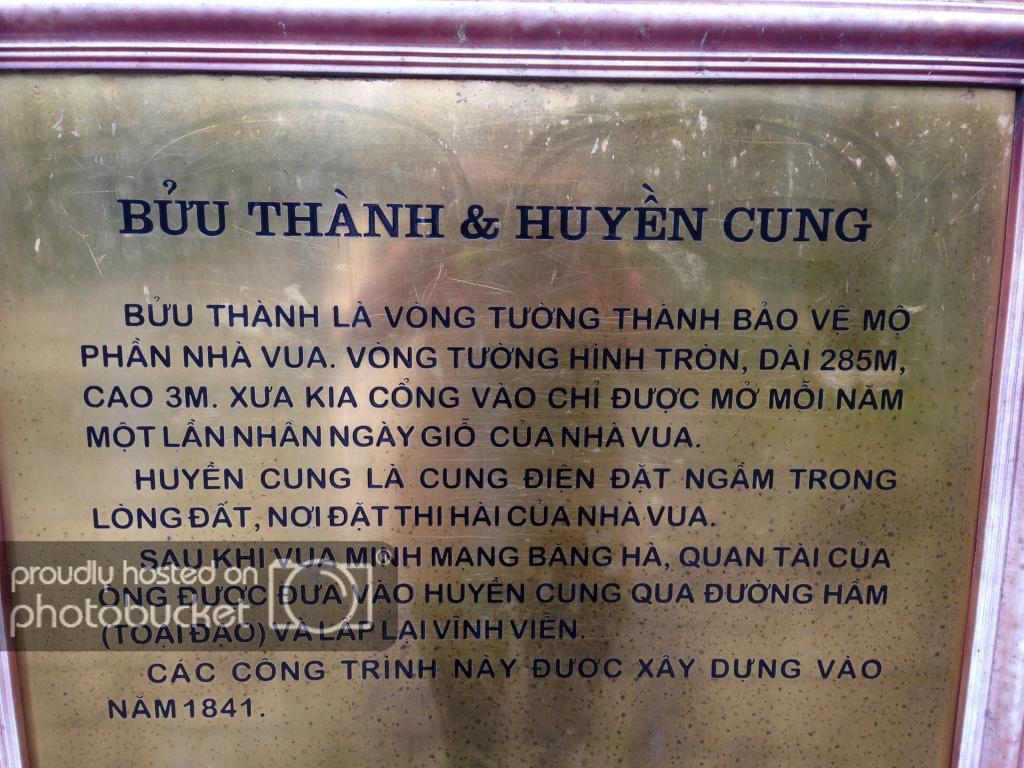 BỬU THÀNH & HUYỀN CUNG
BỬU THÀNH LÀ VÒNG TƯỜNG THÀNH BẢO VỆ MỘ
PHẦN NHÀ VUA. VÒNG TƯỜNG HÌNH TRÒN, DÀI 285M,
CAO 3M. XƯA KIA CỔNG VÀO CHỈ ĐƯỢC MỞ MỖI NĂM
MỘT LẦN NHÂN NGÀY GIỖ CỦA NHÀ VUA.
HUYỀN CUNG LÀ CUNG ĐIỆN ĐẶT NGẦM TRONG
LÒNG ĐẤT, NƠI ĐẶT THI HÀI CỦA NHÀ VUA.
SAU KHI VUA MINH MẠNG BĂNG HÀ, QUAN TÀI CỦA
ÔNG ĐƯỢC ĐƯA VÀO HUYỀN CUNG QUA ĐƯỜNG HẦM
(TOẠI ĐẠO) VÀ LẤP LẠI VĨNH VIỄN.
CÁC CÔNG TRÌNH NÀY ĐƯỢC XÂY DỰNG VÀO
NĂM 1841.
proudly hosted on
photobucket